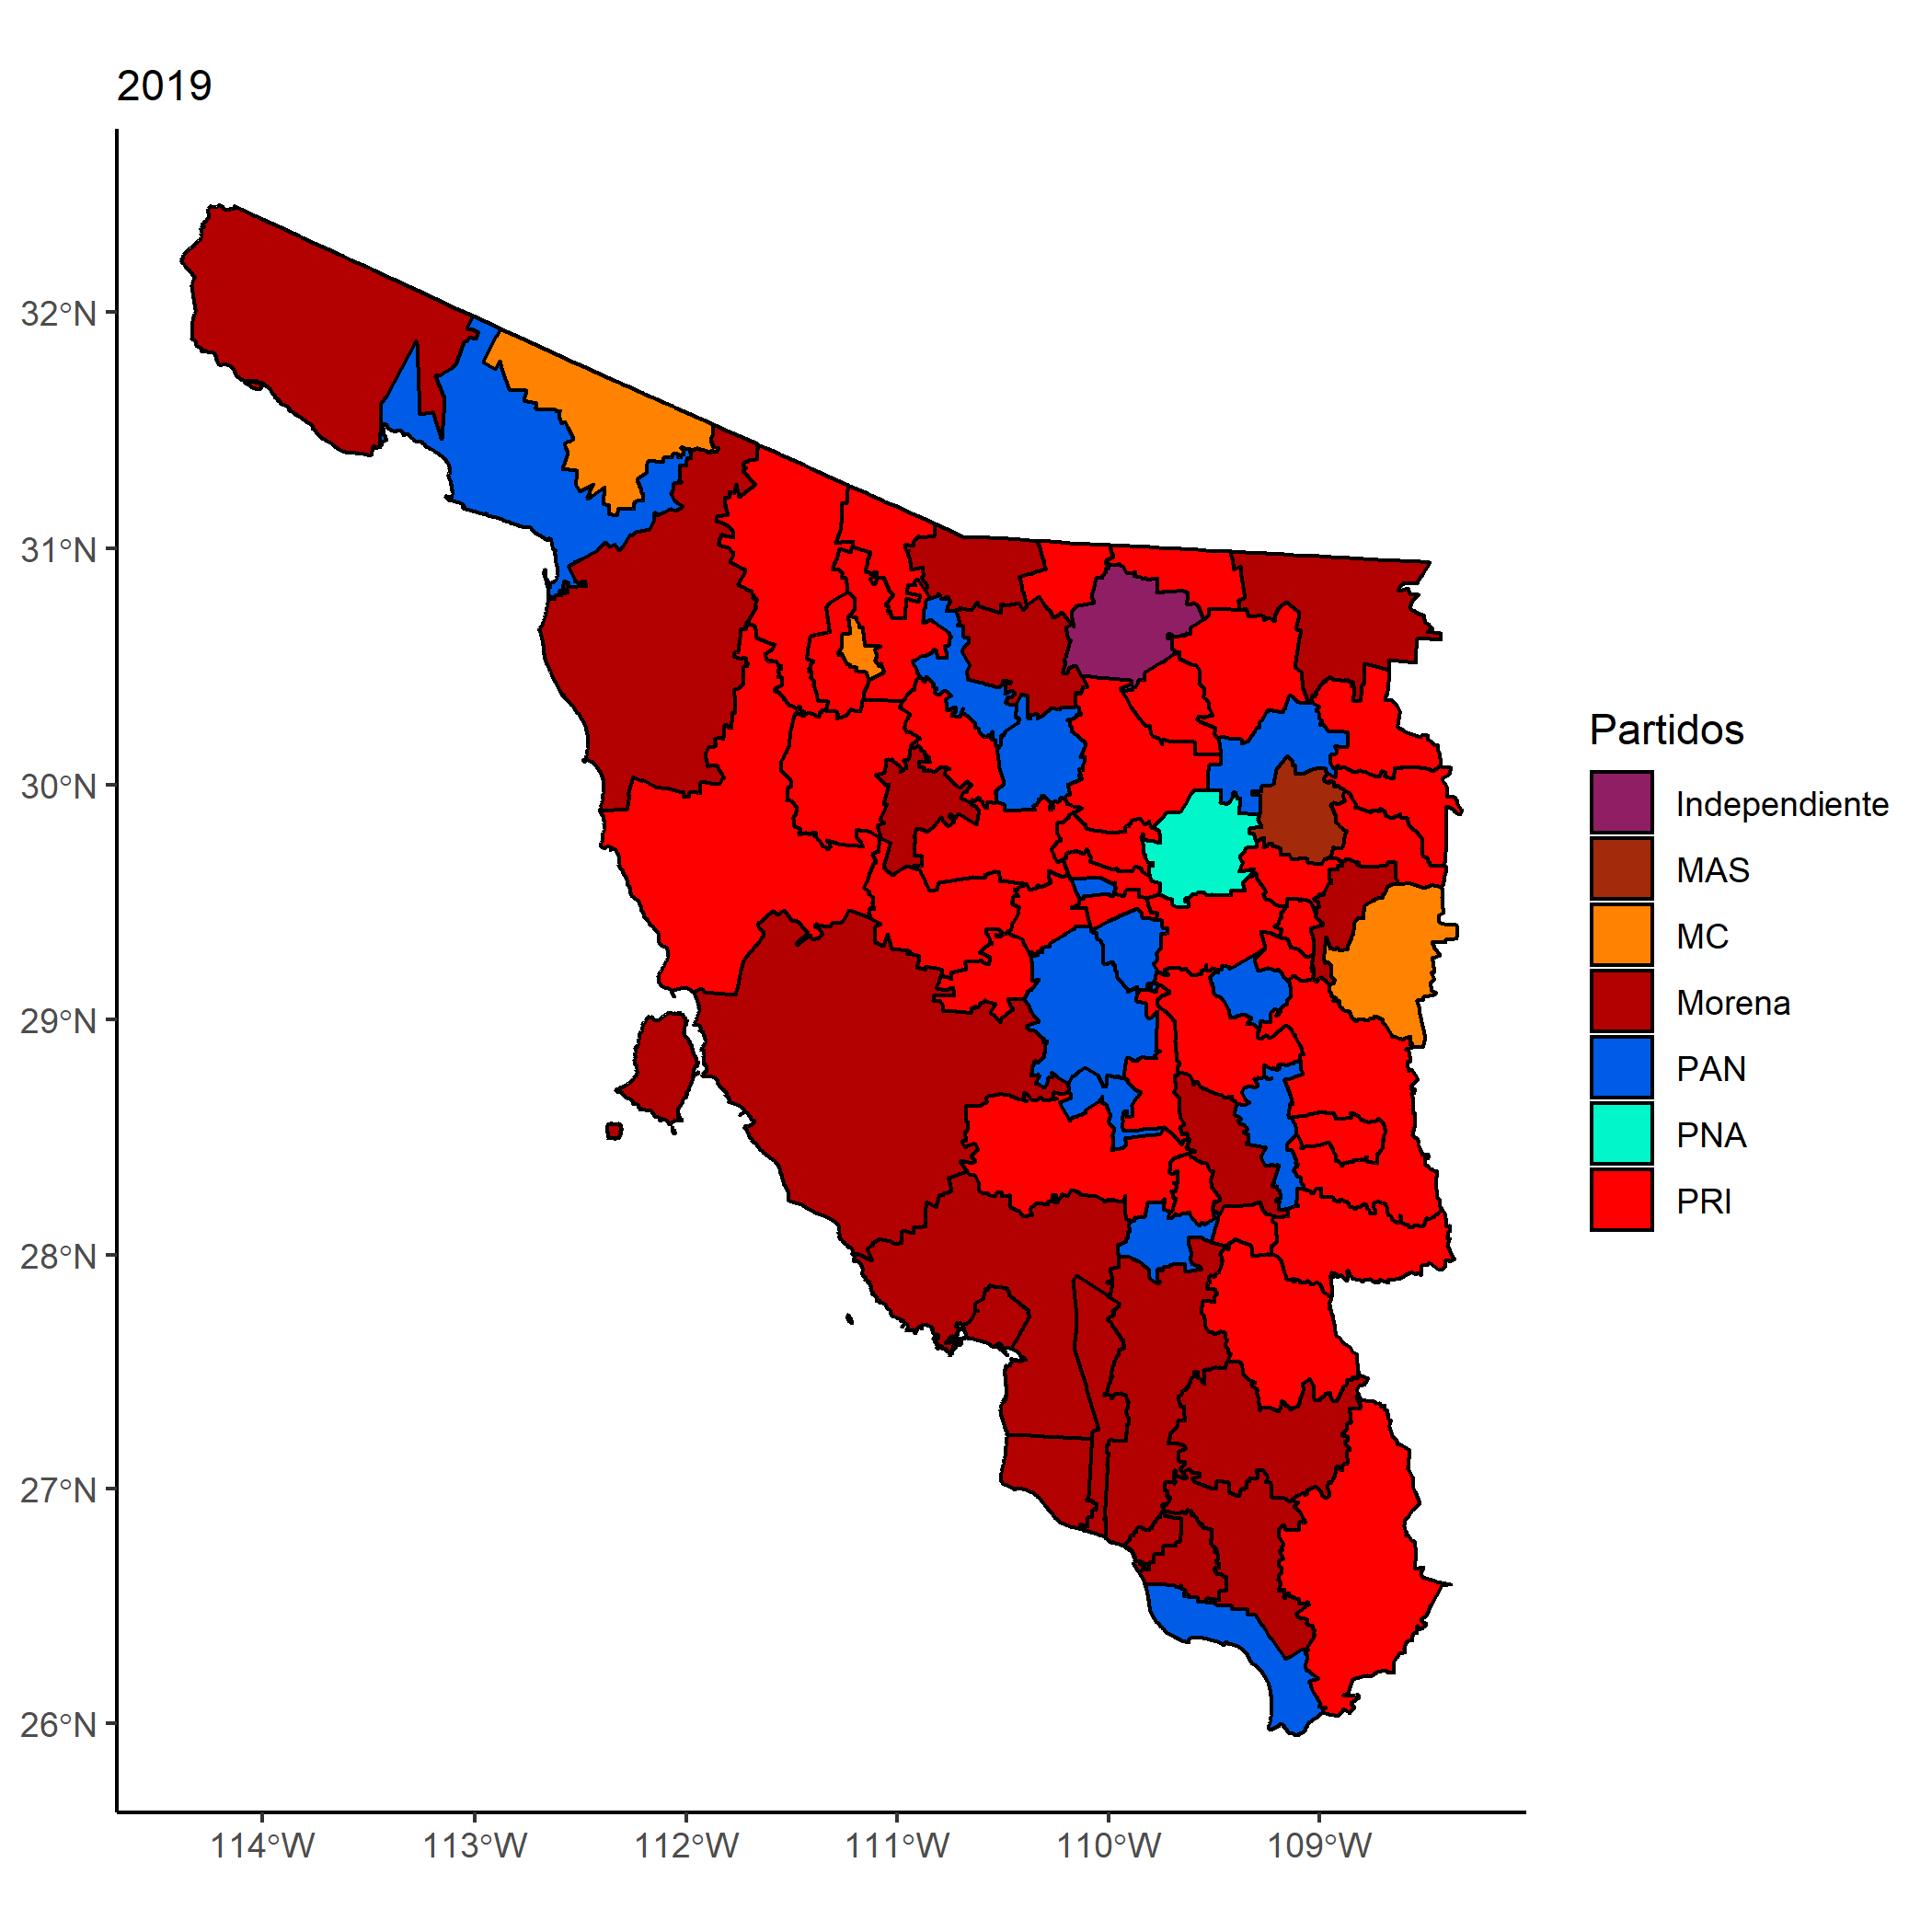 2019
32°N
31°N
30°N
29°N
28°N
27°N
26°N
114°W
113°W
112°W
111°W
110°W
109°W
Partidos
Independiente
MAS
MC
Morena
PAN
PNA
PRI